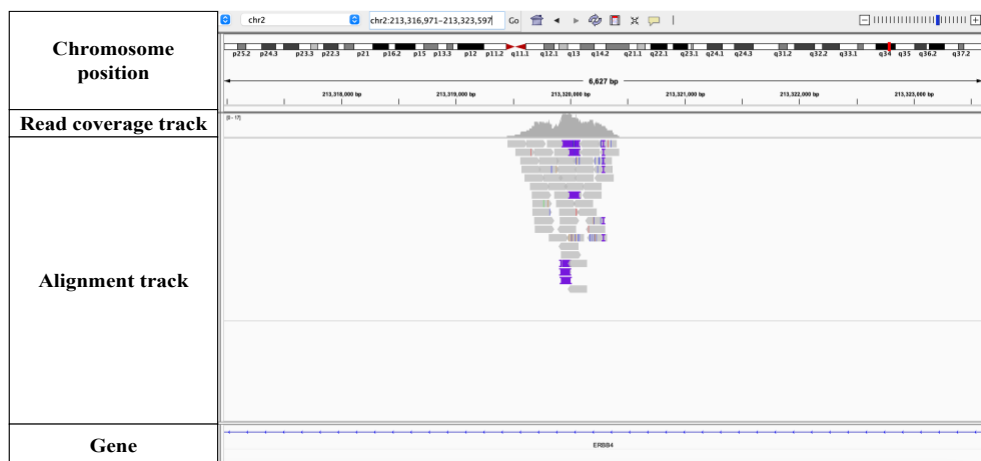 chr2 chr2:213,316,971-213,323,597 Go
Chromosome
position
p25.2 p24.3 p23.3 p22.3 p21 p16.2 p15 p13.3 p12 p11.2 q11.1 q12.1 q13 q14.2 q21.1 q22.1 q23.1 q24.1 q24.3 q31.2 q32.2 q33.1 q34 q35 q36.2 q37.2
6,627 bp
213,318,000 bp 213,319,000 bp 213,320,000 bp 213,321,000 bp 213,322,000 bp 213,323,000 bp
Read coverage track
[0 - 17]
Alignment track
Gene
ERBB4